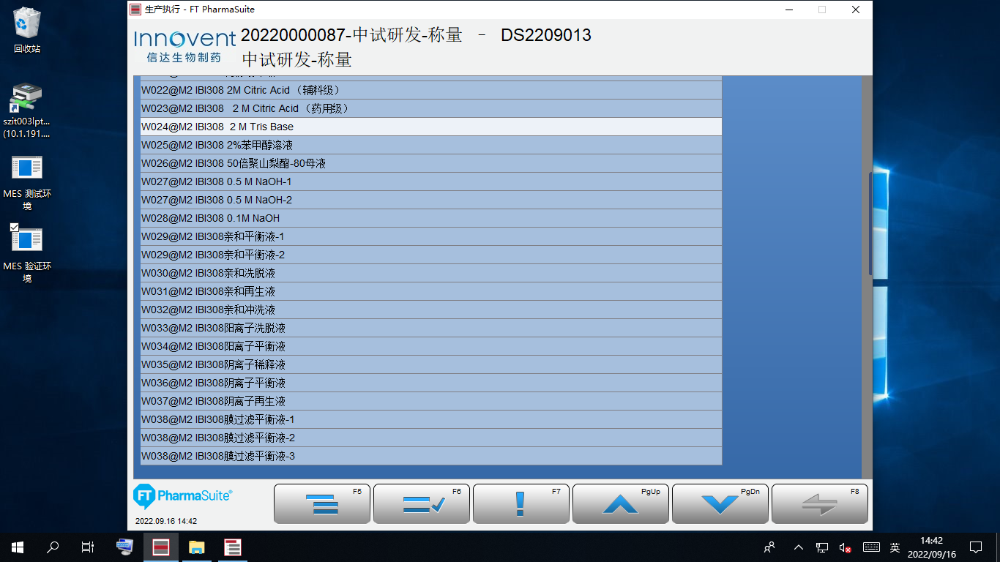 生产执行 - FT PharmaSuite
回收站
szit003lpt...
(10.1.191....
MES 测试环
境
MES 验证环
境
Innovent
信达生物制药
20220000087-中试研发-称量 - DS2209013
中试研发-称量
W022@M2 IBI308 2M Citric Acid （辅料级）
W023@M2 IBI308 2 M Citric Acid （药用级）
W024@M2 IBI308 2 M Tris Base
W025@M2 IBI308 2%苯甲醇溶液
W026@M2 IBI308 50倍聚山梨酯-80母液
W027@M2 IBI308 0.5 M NaOH-1
W027@M2 IBI308 0.5 M NaOH-2
W028@M2 IBI308 0.1M NaOH
W029@M2 IBI308亲和平衡液-1
W029@M2 IBI308亲和平衡液-2
W030@M2 IBI308亲和洗脱液
W031@M2 IBI308亲和再生液
W032@M2 IBI308亲和冲洗液
W033@M2 IBI308阳离子洗脱液
W034@M2 IBI308阳离子平衡液
W035@M2 IBI308阴离子稀释液
W036@M2 IBI308阴离子平衡液
W037@M2 IBI308阴离子再生液
W038@M2 IBI308膜过滤平衡液-1
W038@M2 IBI308膜过滤平衡液-2
W038@M2 IBI308膜过滤平衡液-3
FT PharmaSuite®
2022.09.16 14:42
F5
F6
F7
PgUp
PgDn
F8
英
14:42
2022/09/16